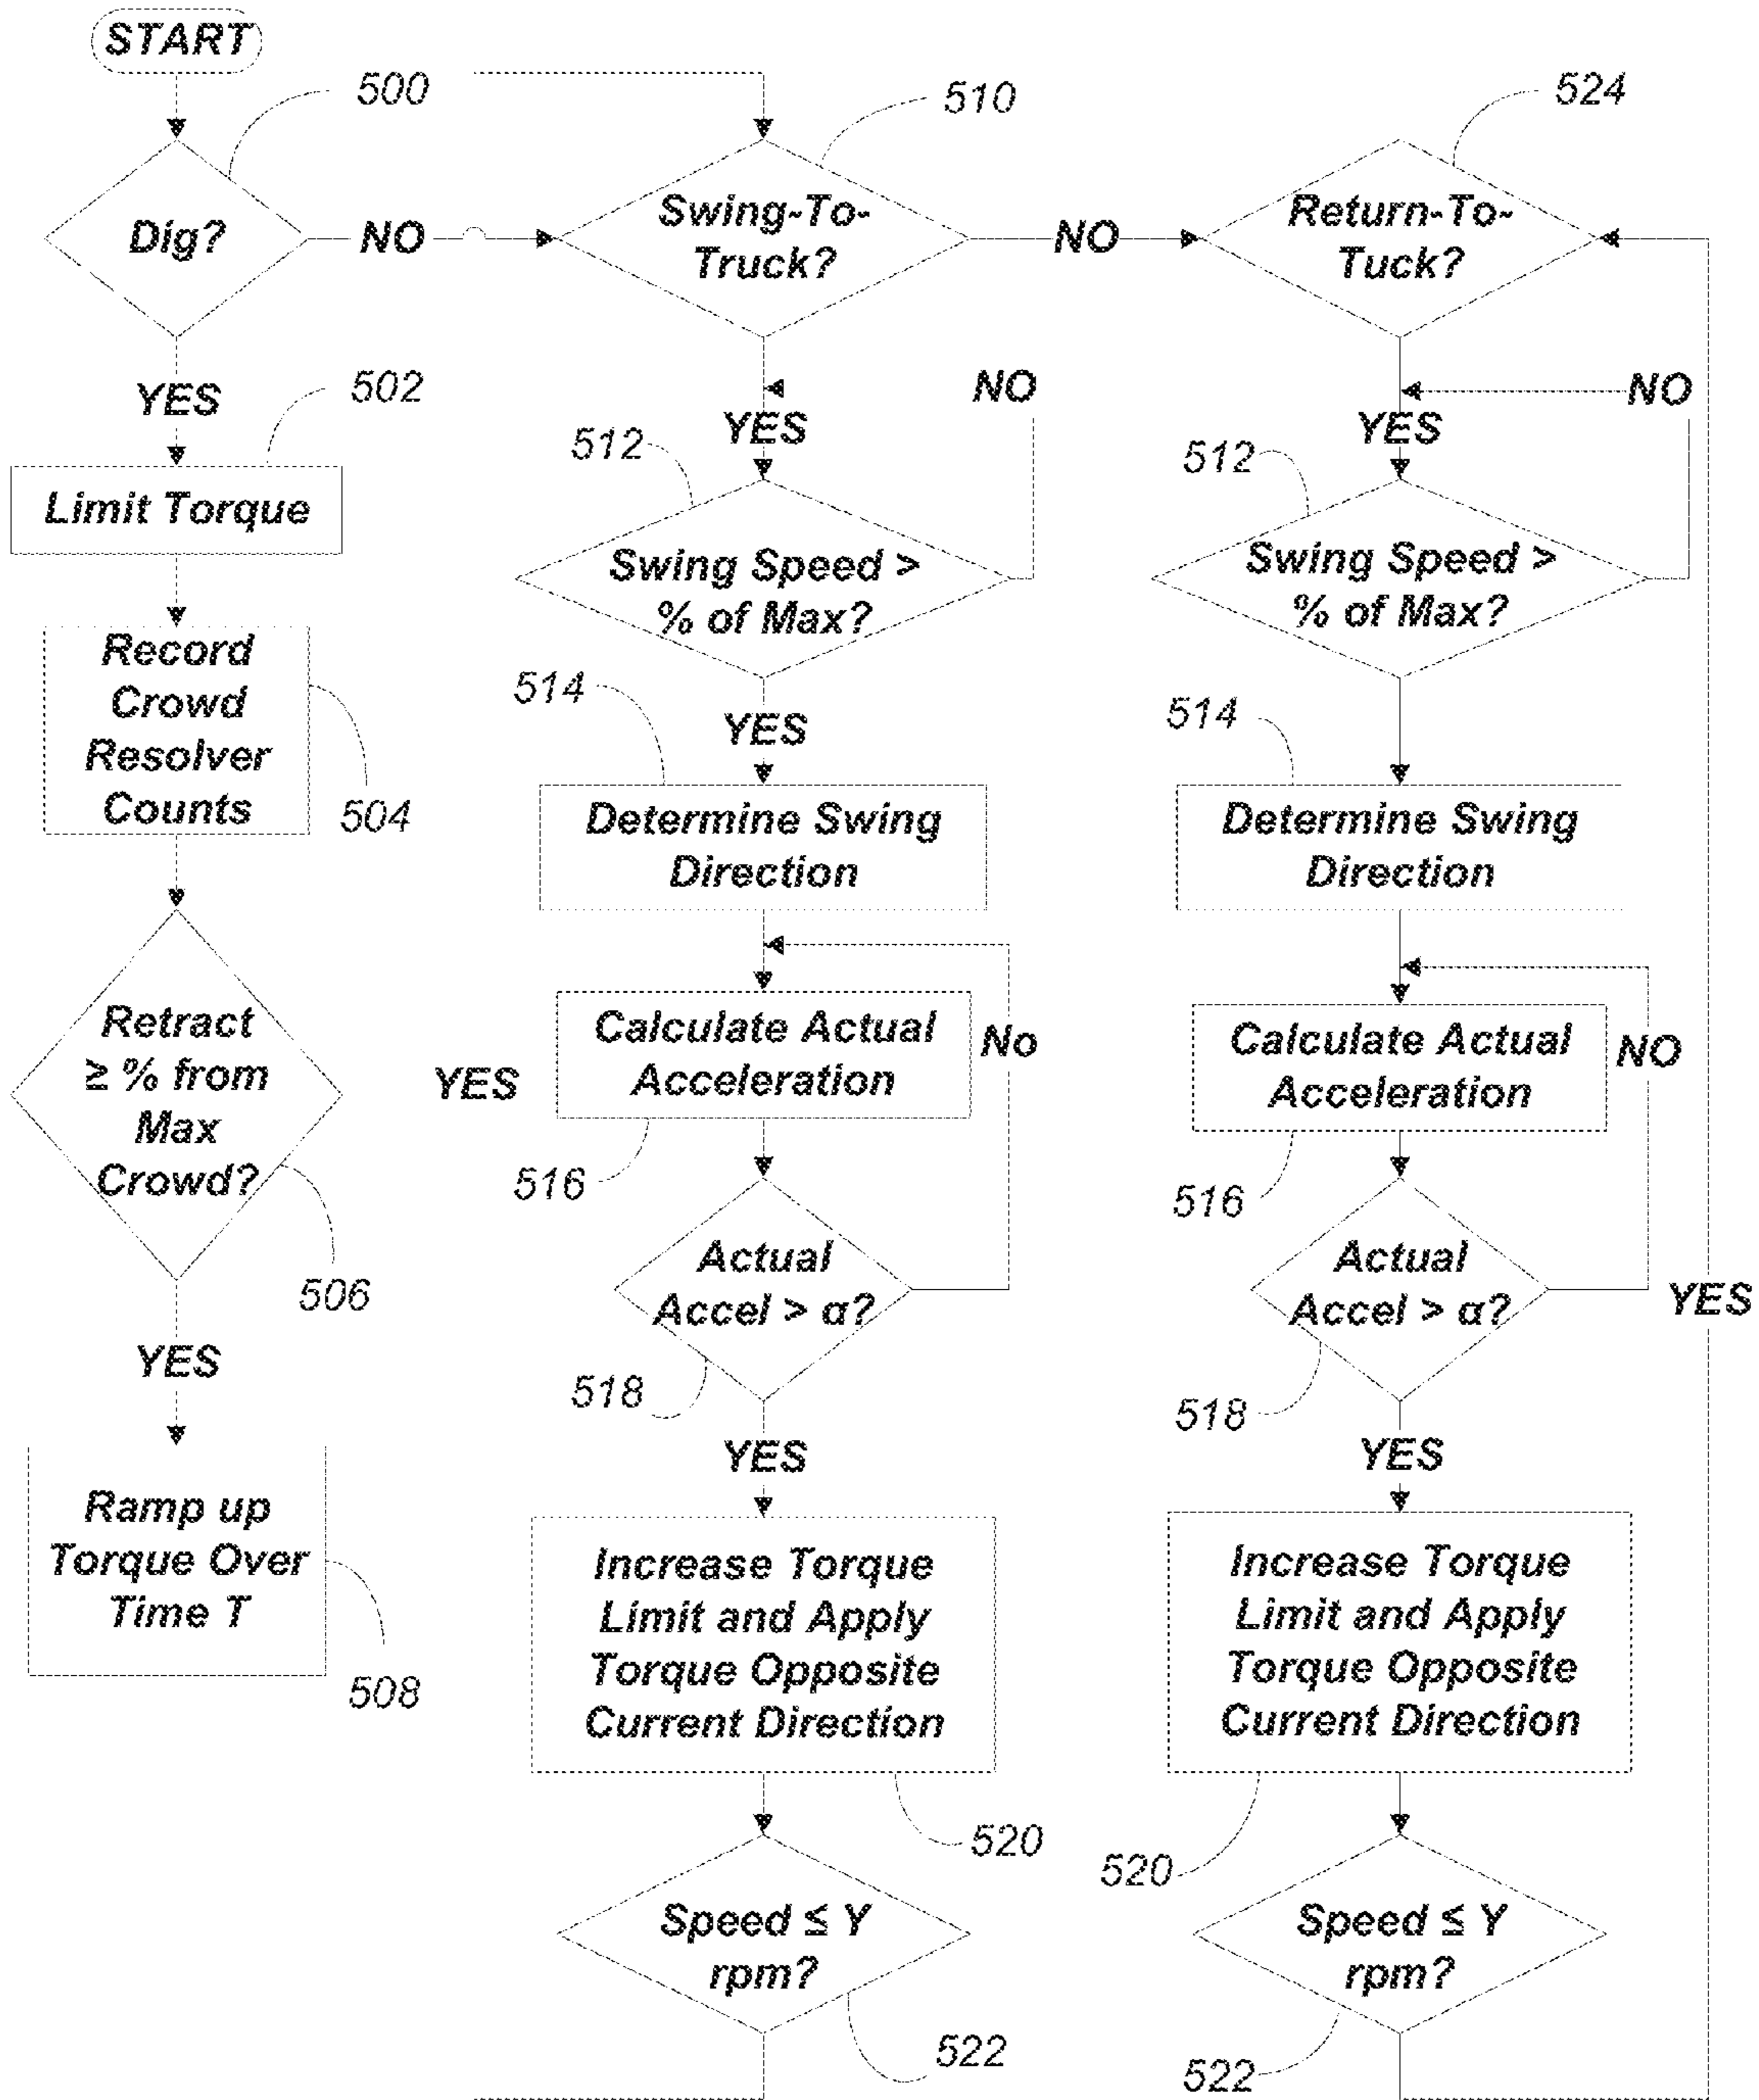 START
500
510
524
Dig?
NO
Swing-To-
Truck?
NO
Return-To-
Tuck?
YES
502
Limit Torque
Record
Crowd
Resolver
Counts
504
Retract
≥ % from
Max
Crowd?
506
YES
Ramp up
Torque Over
Time T
508
YES
NO
YES
512
Swing Speed >
% of Max?
514
YES
Determine Swing
Direction
Calculate Actual
Acceleration
No
516
Actual
Accel > α?
518
YES
Increase Torque
Limit and Apply
Torque Opposite
Current Direction
520
Speed ≤ Y
rpm?
522
NO
YES
512
Swing Speed >
% of Max?
514
Determine Swing
Direction
Calculate Actual
Acceleration
NO
516
Actual
Accel > α?
YES
518
YES
Increase Torque
Limit and Apply
Torque Opposite
Current Direction
520
Speed ≤ Y
rpm?
522